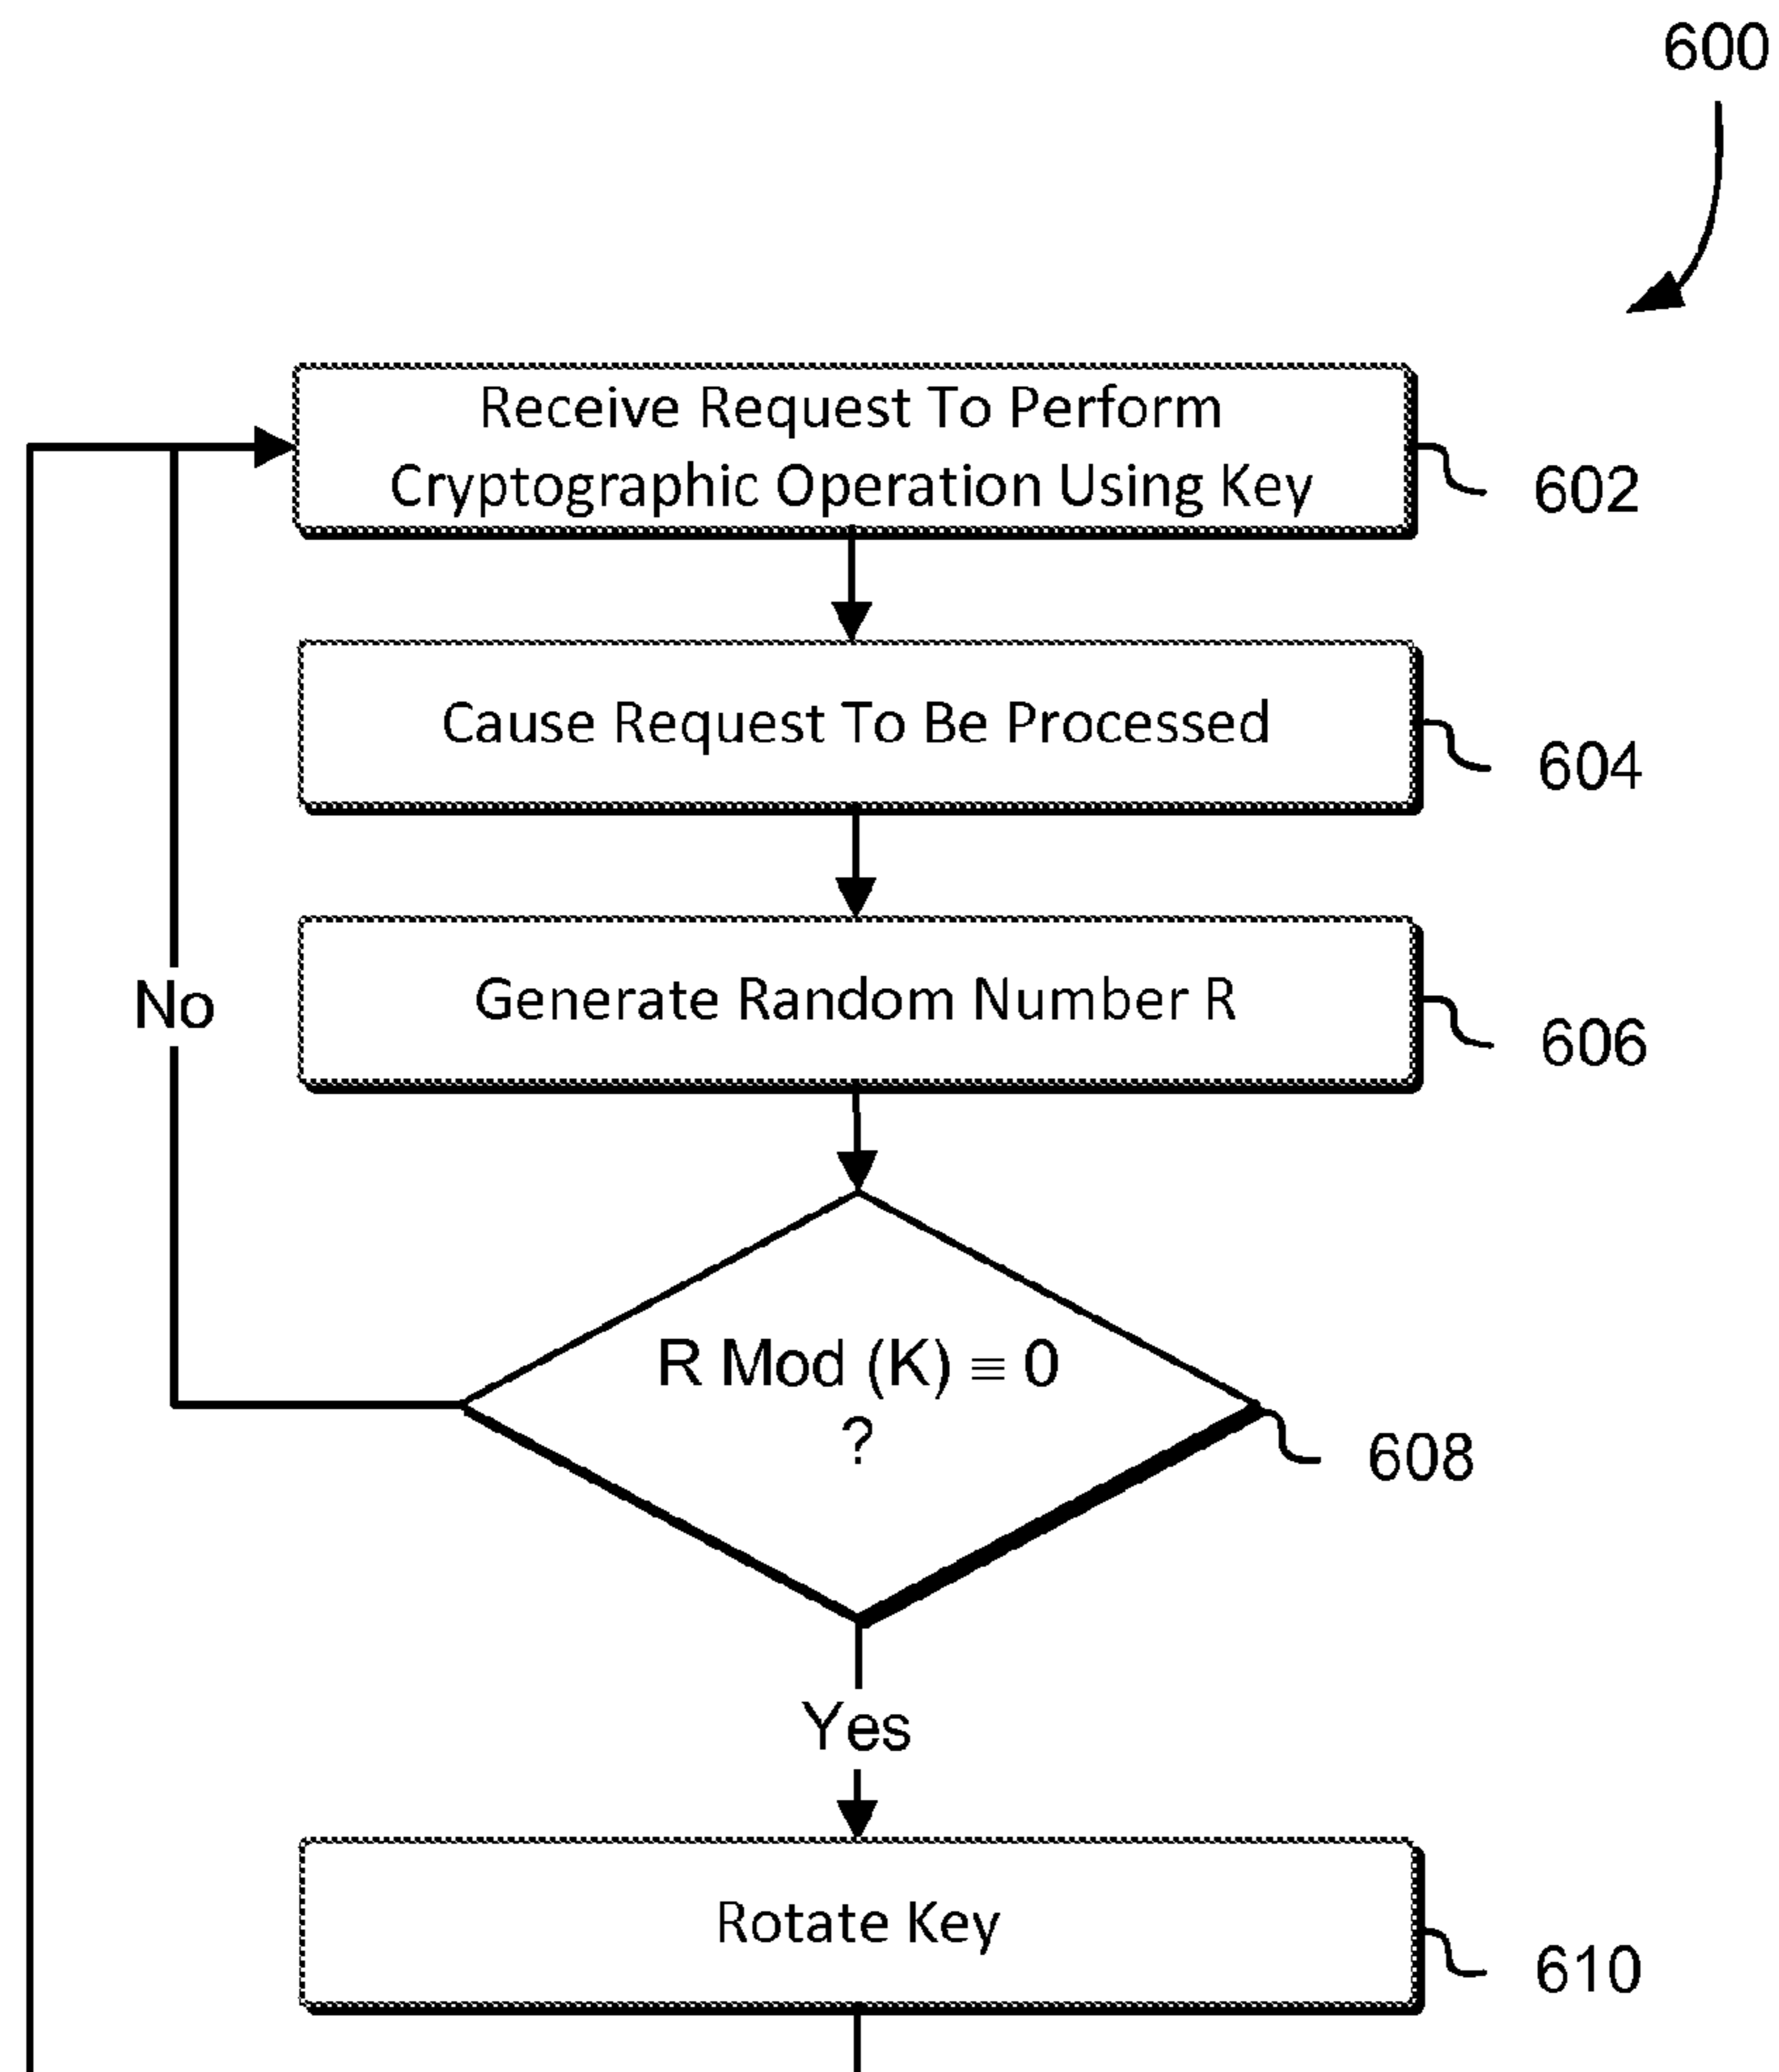 600
Receive Request To Perform
Cryptographic Operation Using Key
602
Cause Request To Be Processed
604
Generate Random Number R
606
No
R Mod (K) ≡ 0
?
608
Yes
Rotate Key
610